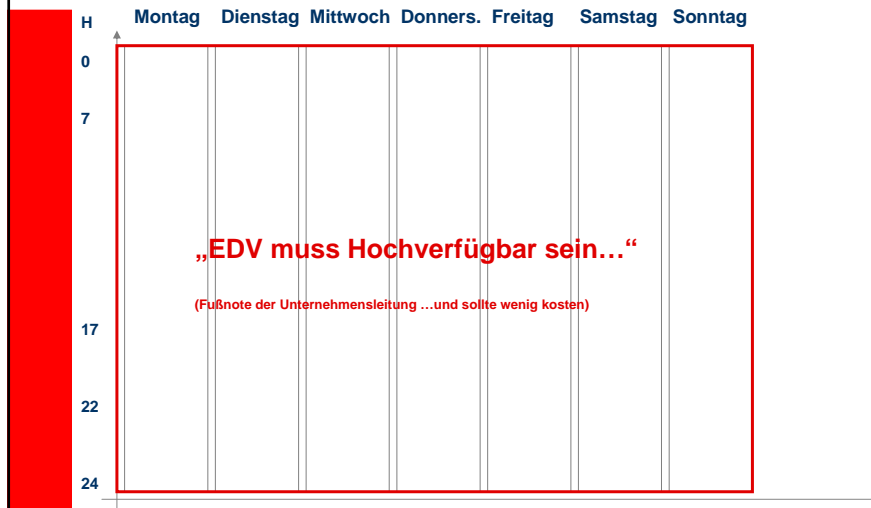 H Montag Dienstag Mittwoch Donners. Freitag Samstag Sonntag
0
7
„EDV muss Hochverfügbar sein…“
(Fußnote der Unternehmensleitung …und sollte wenig kosten)
17
22
24